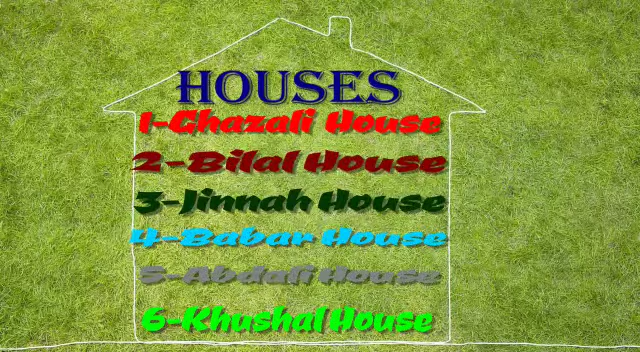 HOUSES
1-Ghazali House
2-Bilal House
3-Jinnah House
4-Babar House
5-Abdali House
6-Khushal House